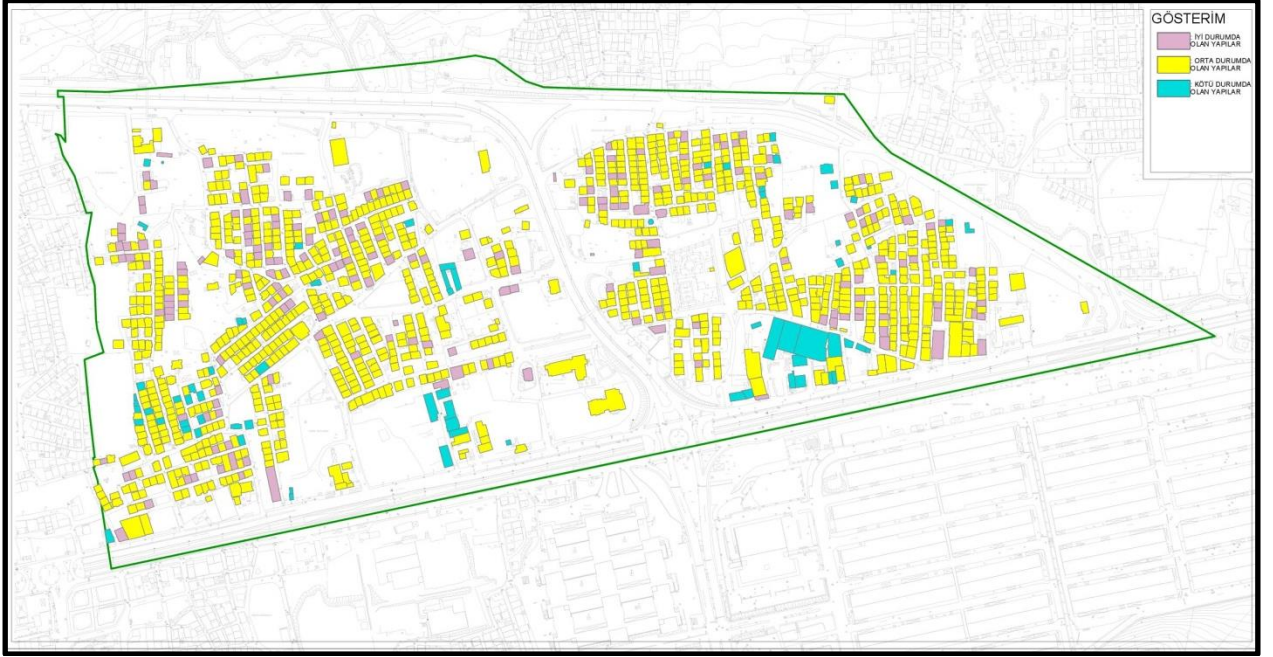 GÖSTERİM
İYİ DURUMDA
OLAN YAPILAR
ORTA DURUMDA
OLAN YAPILAR
KÖTÜ DURUMDA
OLAN YAPILAR